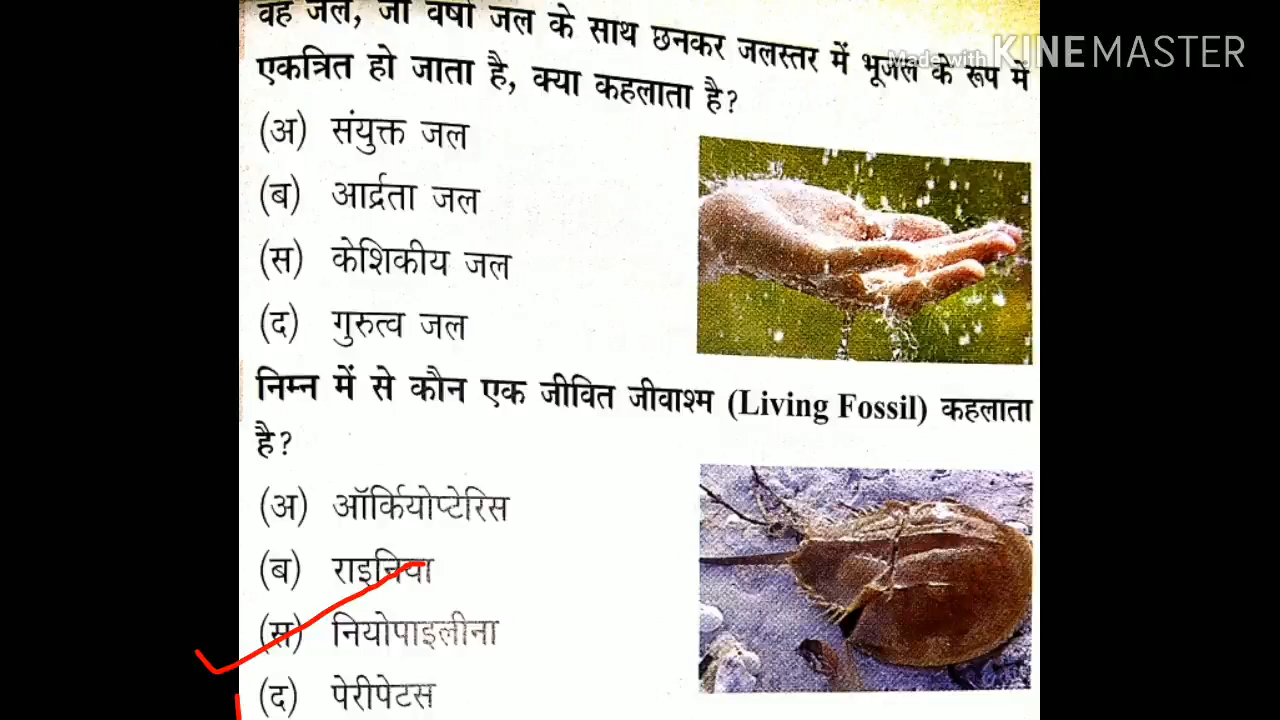 वह जल, जो वर्षा जल के साथ छनकर जलस्तर में भूजल के रूप में
Made with KINEMASTER
एकत्रित हो जाता है, क्या कहलाता है?
(अ) संयुक्त जल
(ब) आर्द्रता जल
(स) केशिकीय जल
(द) गुरुत्व जल
निम्न में से कौन एक जीवित जीवाश्म (Living Fossil) कहलाता
है?
(अ) ऑर्कियोप्टेरिस
(ब) राइनिया
(स) नियोपाइलीना
(द) पेरीपेटस